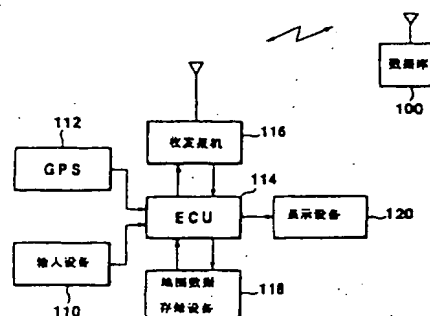 数据库
100
112
116
收发报机
GPS
114
ECU
显示设备
120
输入设备
地图数据
存储设备
118
110